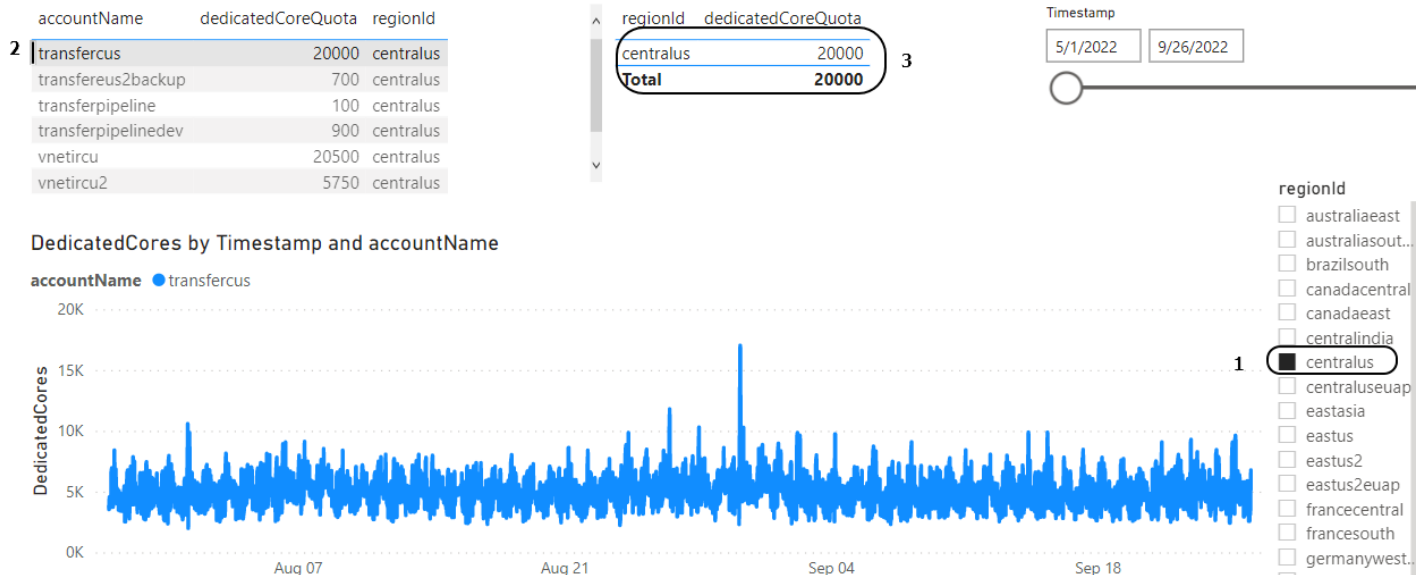 accountName dedicatedCoreQuota regionId
2 transfercus 20000 centralus
transfereus2backup 700 centralus
transferpipeline 100 centralus
transferpipelinedev 900 centralus
vnetircu 20500 centralus
vnetircu2 5750 centralus
regionId dedicatedCoreQuota
centralus 20000
Total 20000
3
Timestamp
5/1/2022 9/26/2022
DedicatedCores by Timestamp and accountName
accountName transfercus
DedicatedCores
20K
15K
10K
5K
0K
Aug 07 Aug 21 Sep 04 Sep 18
regionId
australiaeast
australiasout...
brazilsouth
canadacentral
canadaeast
centralindia
1 centralus
centraluseuap
eastasia
eastus
eastus2
eastus2euap
francecentral
francesouth
germanywest...